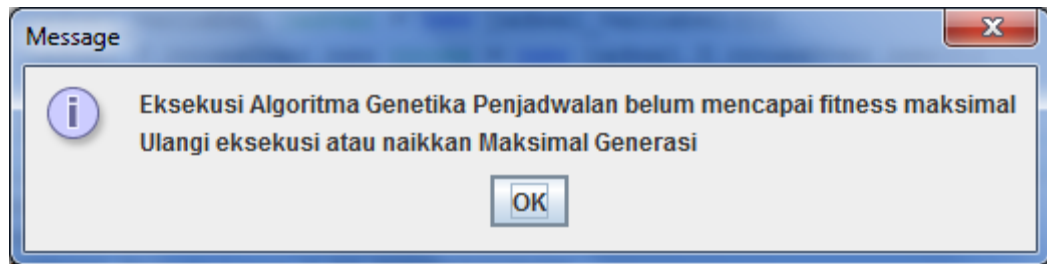 Message
Eksekusi Algoritma Genetika Penjadwalan belum mencapai fitness maksimal
Ulangi eksekusi atau naikkan Maksimal Generasi
OK